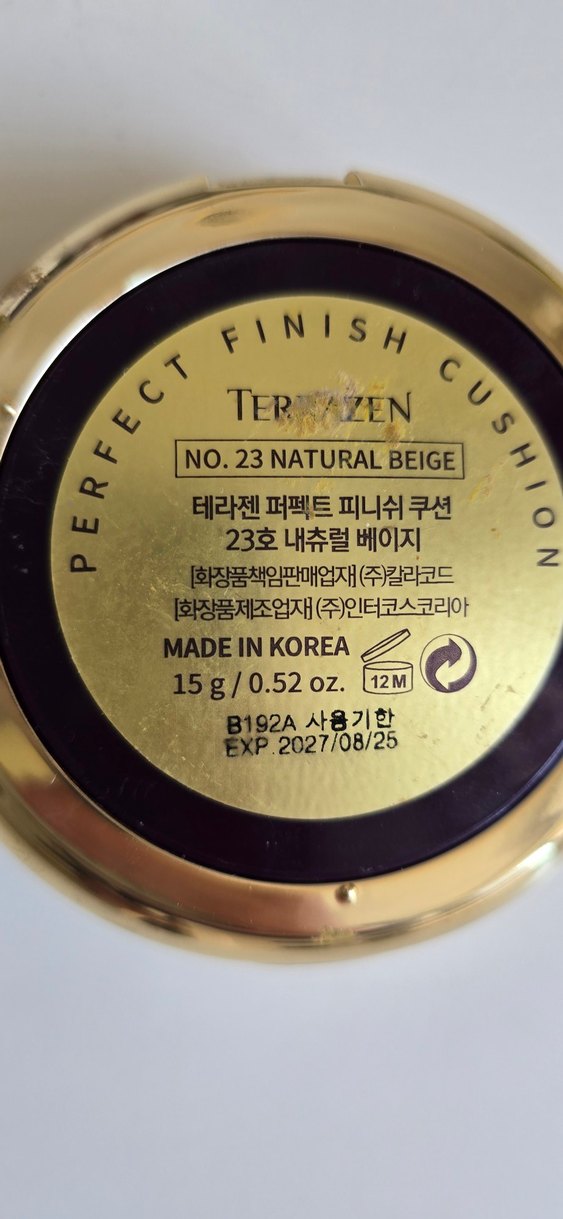 PERFECT FINISH CUSHION
TERRAZEN
NO. 23 NATURAL BEIGE
테라젠 퍼펙트 피니쉬 쿠션
23호 내츄럴 베이지
[화장품책임판매업자] (주)칼라코드
[화장품제조업자] (주)인터코스코리아
MADE IN KOREA
12M
15 g / 0.52 oz.
B192A 사용기한
EXP.2027/08/25